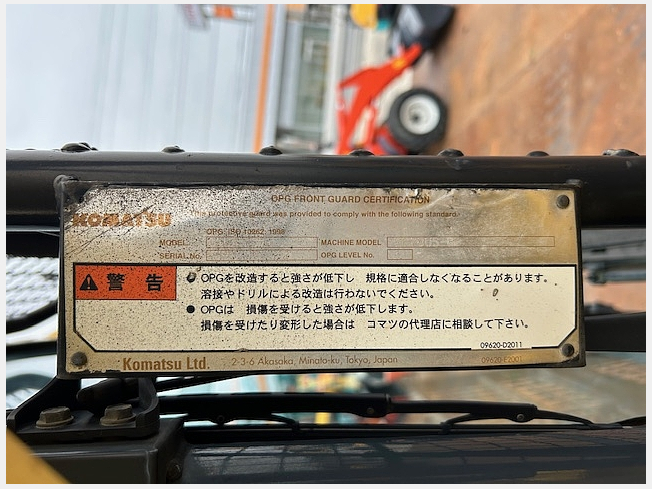 OPG FRONT GUARD CERTIFICATION
KOMATSU
This protective guard was provided to comply with the following standard.
OPG: ISO 10262: 1998
MODEL MACHINE MODEL
SERIAL No. OPG LEVEL No.
警告
● OPGを改造すると強さが低下し 規格に適合しなくなることがあります。
溶接やドリルによる改造は行わないでください。
● OPGは 損傷を受けると強さが低下します。
損傷を受けたり変形した場合は コマツの代理店に相談して下さい。
09620-D2011
Komatsu Ltd. 2-3-6 Akasaka, Minato-ku, Tokyo, Japan 09620-E2001